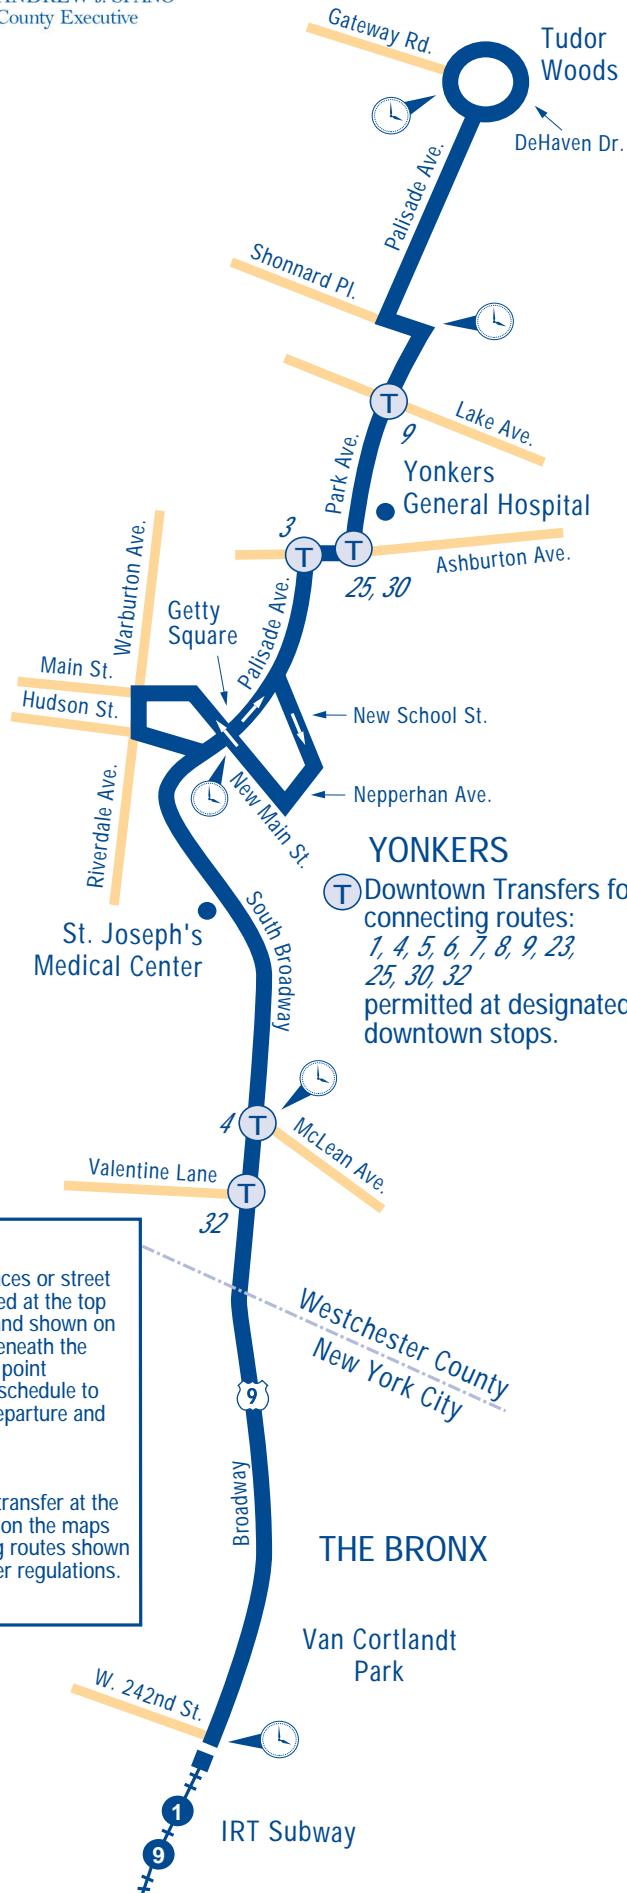 ANDREW J. SPANO
County Executive
Gateway Rd.
Tudor
Woods
DeHaven Dr.
Palisade Ave.
Shonnard Pl.
T
Lake Ave.
9
Park Ave.
Yonkers
General Hospital
3
T
T
Ashburton Ave.
25, 30
Warburton Ave.
Getty
Square
Palisade Ave.
Main St.
Hudson St.
New School St.
Riverdale Ave.
New Main St.
Nepperhan Ave.
YONKERS
T
Downtown Transfers fo
connecting routes:
1, 4, 5, 6, 7, 8, 9, 23,
25, 30, 32
permitted at designated
downtown stops.
St. Joseph's
Medical Center
South Broadway
4
T
McLean Ave.
Valentine Lane
T
32
nces or street
ed at the top
and shown on
eneath the
point
schedule to
eparture and
transfer at the
on the maps
g routes shown
er regulations.
Westchester County
New York City
9
Broadway
THE BRONX
Van Cortlandt
Park
W. 242nd St.
1
9
IRT Subway